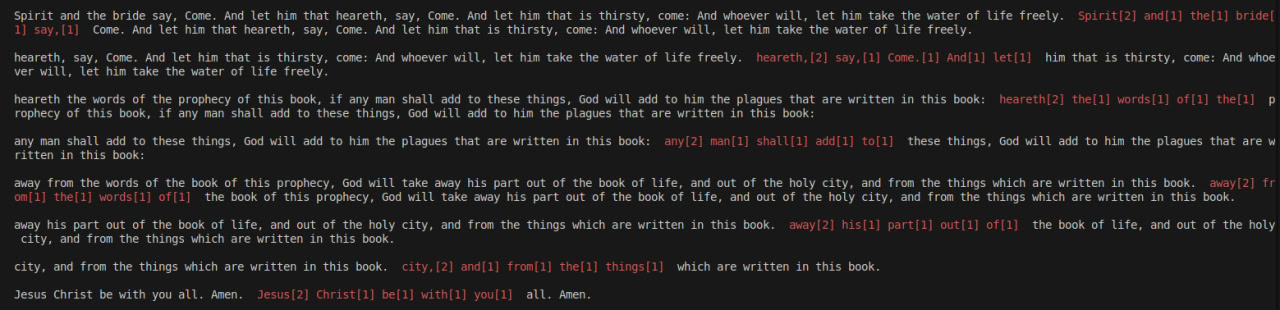 Spirit and the bride say, Come. And let him that heareth, say, Come. And let him that is thirsty, come: And whoever will, let him take the water of life freely.  Spirit[2] and[1] the[1] bride[
1] say,[1]  Come. And let him that heareth, say, Come. And let him that is thirsty, come: And whoever will, let him take the water of life freely.
heareth, say, Come. And let him that is thirsty, come: And whoever will, let him take the water of life freely.  heareth,[2] say,[1] Come.[1] And[1] let[1]  him that is thirsty, come: And whoe
ver will, let him take the water of life freely.
heareth the words of the prophecy of this book, if any man shall add to these things, God will add to him the plagues that are written in this book:  heareth[2] the[1] words[1] of[1] the[1]  p
rophecy of this book, if any man shall add to these things, God will add to him the plagues that are written in this book:
any man shall add to these things, God will add to him the plagues that are written in this book:  any[2] man[1] shall[1] add[1] to[1]  these things, God will add to him the plagues that are w
ritten in this book:
away from the words of the book of this prophecy, God will take away his part out of the book of life, and out of the holy city, and from the things which are written in this book.  away[2] fr
om[1] the[1] words[1] of[1]  the book of this prophecy, God will take away his part out of the book of life, and out of the holy city, and from the things which are written in this book.
away his part out of the book of life, and out of the holy city, and from the things which are written in this book.  away[2] his[1] part[1] out[1] of[1]  the book of life, and out of the holy
 city, and from the things which are written in this book.
city, and from the things which are written in this book.  city,[2] and[1] from[1] the[1] things[1]  which are written in this book.
Jesus Christ be with you all. Amen.  Jesus[2] Christ[1] be[1] with[1] you[1]  all. Amen.